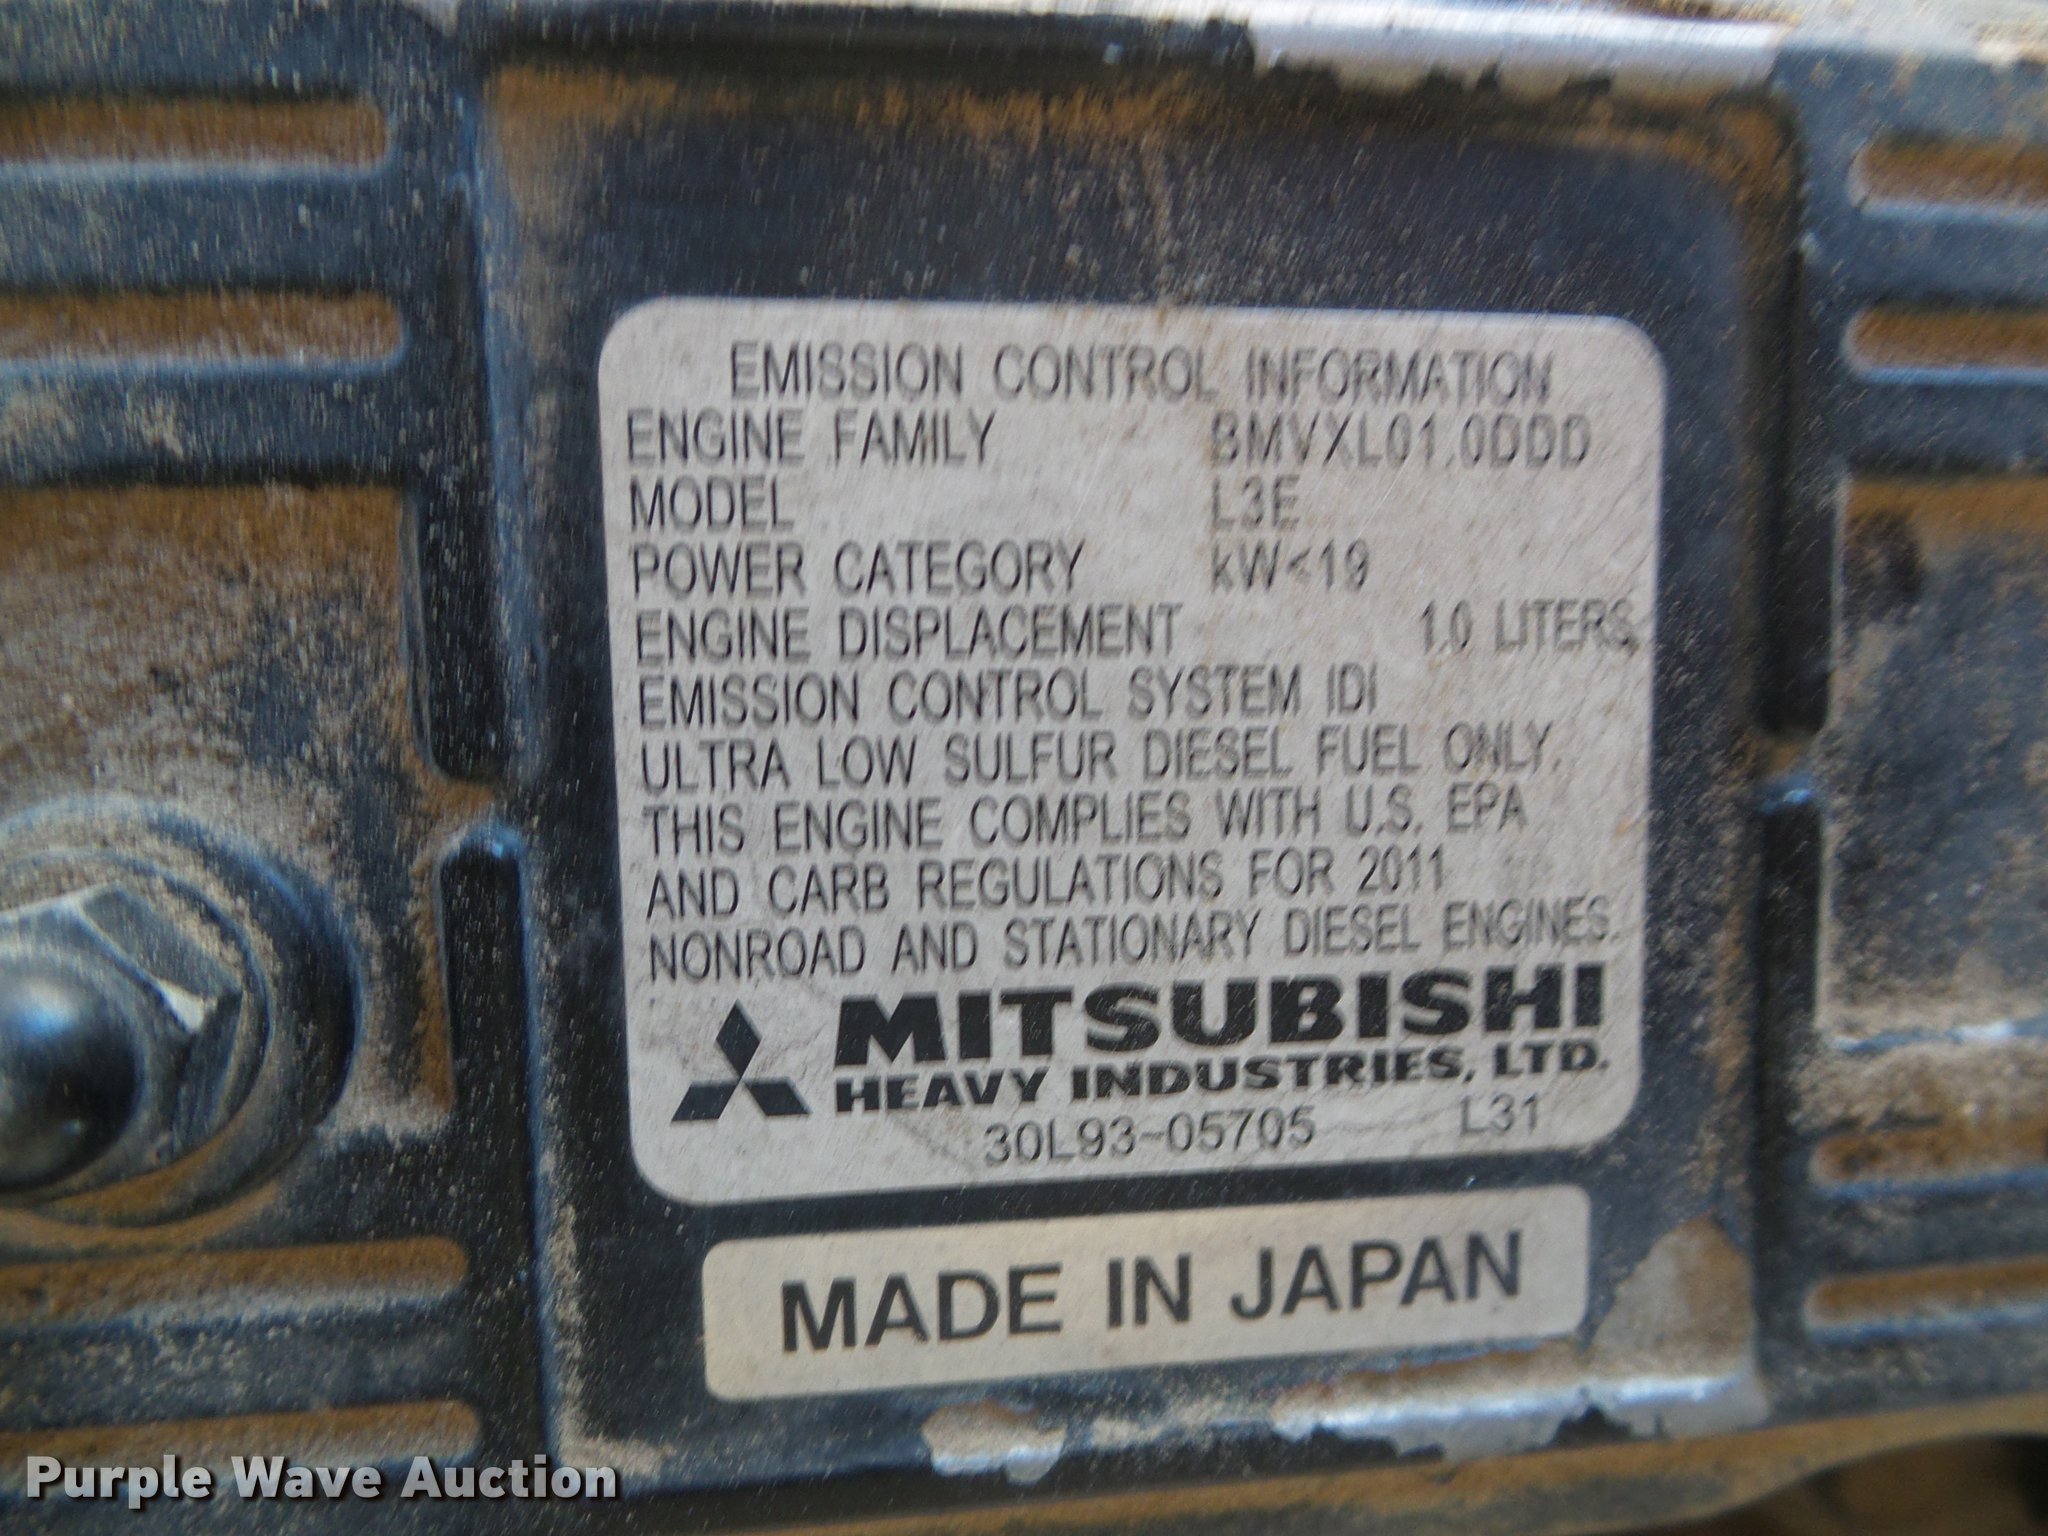 EMISSION CONTROL INFORMATION
ENGINE FAMILY BMVXL01.0DDD
MODEL L3E
POWER CATEGORY kW<19
ENGINE DISPLACEMENT 1.0 LITERS
EMISSION CONTROL SYSTEM IDI
ULTRA LOW SULFUR DIESEL FUEL ONLY.
THIS ENGINE COMPLIES WITH U.S. EPA
AND CARB REGULATIONS FOR 2011
NONROAD AND STATIONARY DIESEL ENGINES.
MITSUBISHI
HEAVY INDUSTRIES, LTD.
30L93-05705 L31
MADE IN JAPAN
Purple Wave Auction